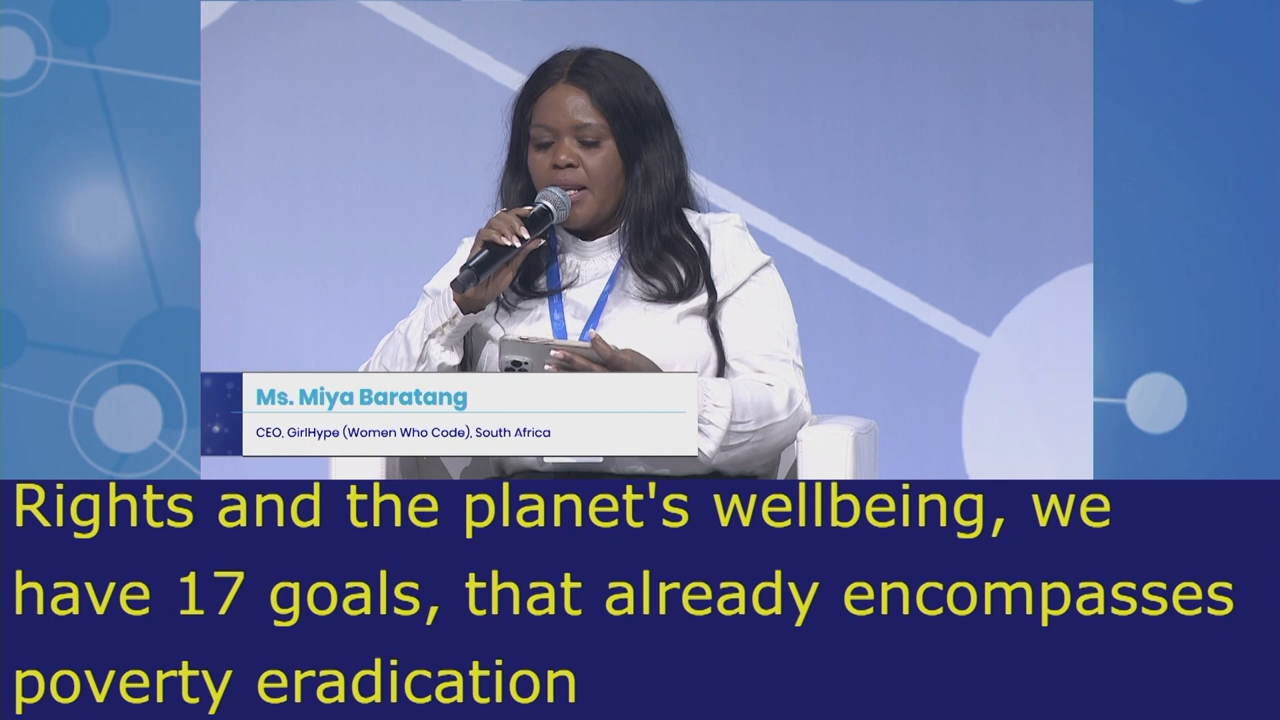 Ms. Miya Baratang
CEO, GirlHype (Women Who Code), South Africa
Rights and the planet's wellbeing, we
have 17 goals, that already encompasses
poverty eradication